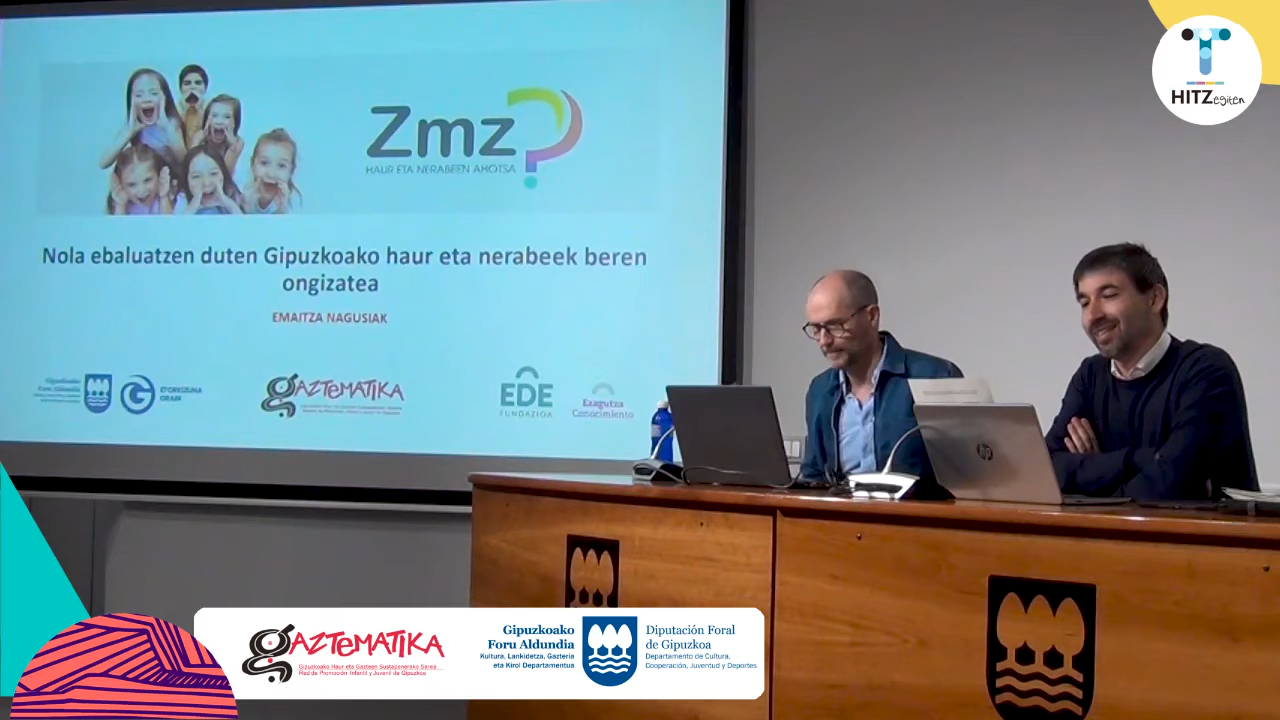 Zmz?
HAUR ETA NERABEEN AHOTSA
Nola ebaluatzen duten Gipuzkoako haur eta nerabeek beren
ongizatea
EMAITZA NAGUSIAK
Gipuzkoako
Foru Aldundia
ETORKIZUNA
ORAIN
GAZTEMATIKA
EDE
FUNDAZIOA
Ezagutza
Conocimiento
HITZegiten
hp
GAZTEMATIKA
Gipuzkoako Haur eta Gazteen Sustapenerako Sarea
Red de Promoción Infantil y Juvenil de Gipuzkoa
Gipuzkoako
Foru Aldundia
Kultura, Lankidetza, Gazteria
eta Kirol Departamentua
Diputación Foral
de Gipuzkoa
Departamento de Cultura,
Cooperación, Juventud y Deportes